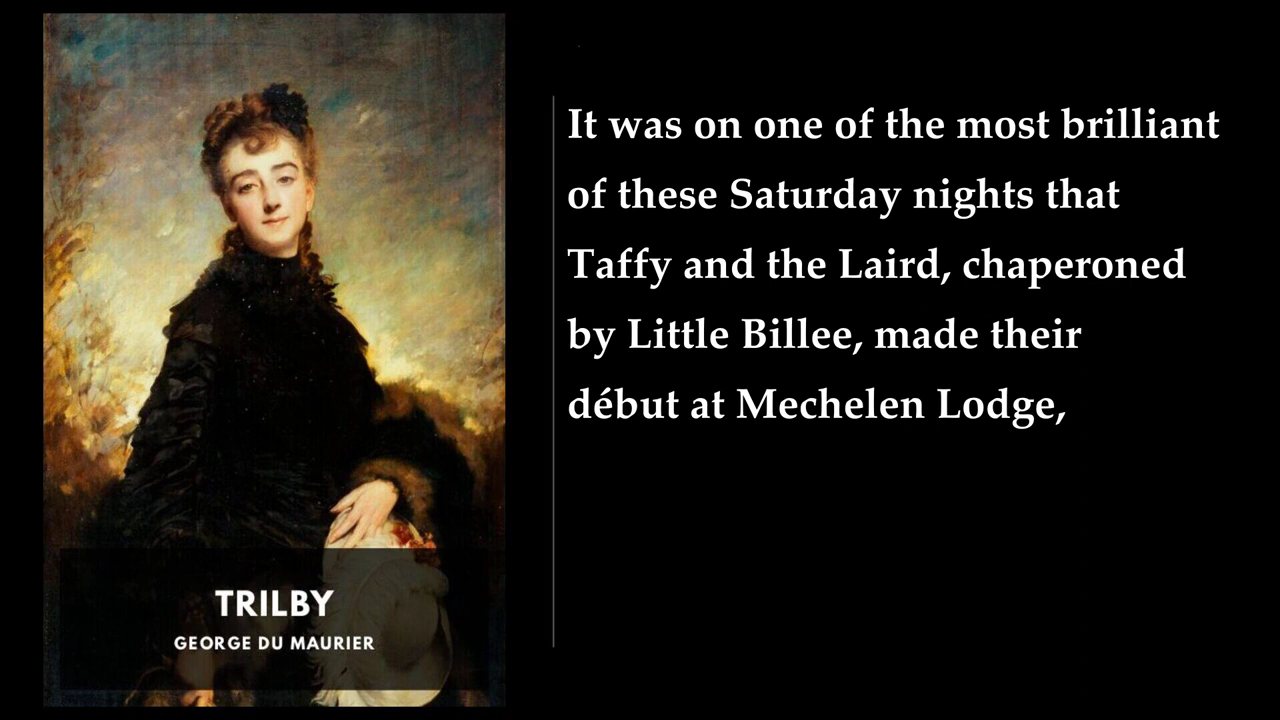 It was on one of the most brilliant
of these Saturday nights that
Taffy and the Laird, chaperoned
by Little Billee, made their
début at Mechelen Lodge,
TRILBY
GEORGE DU MAURIER